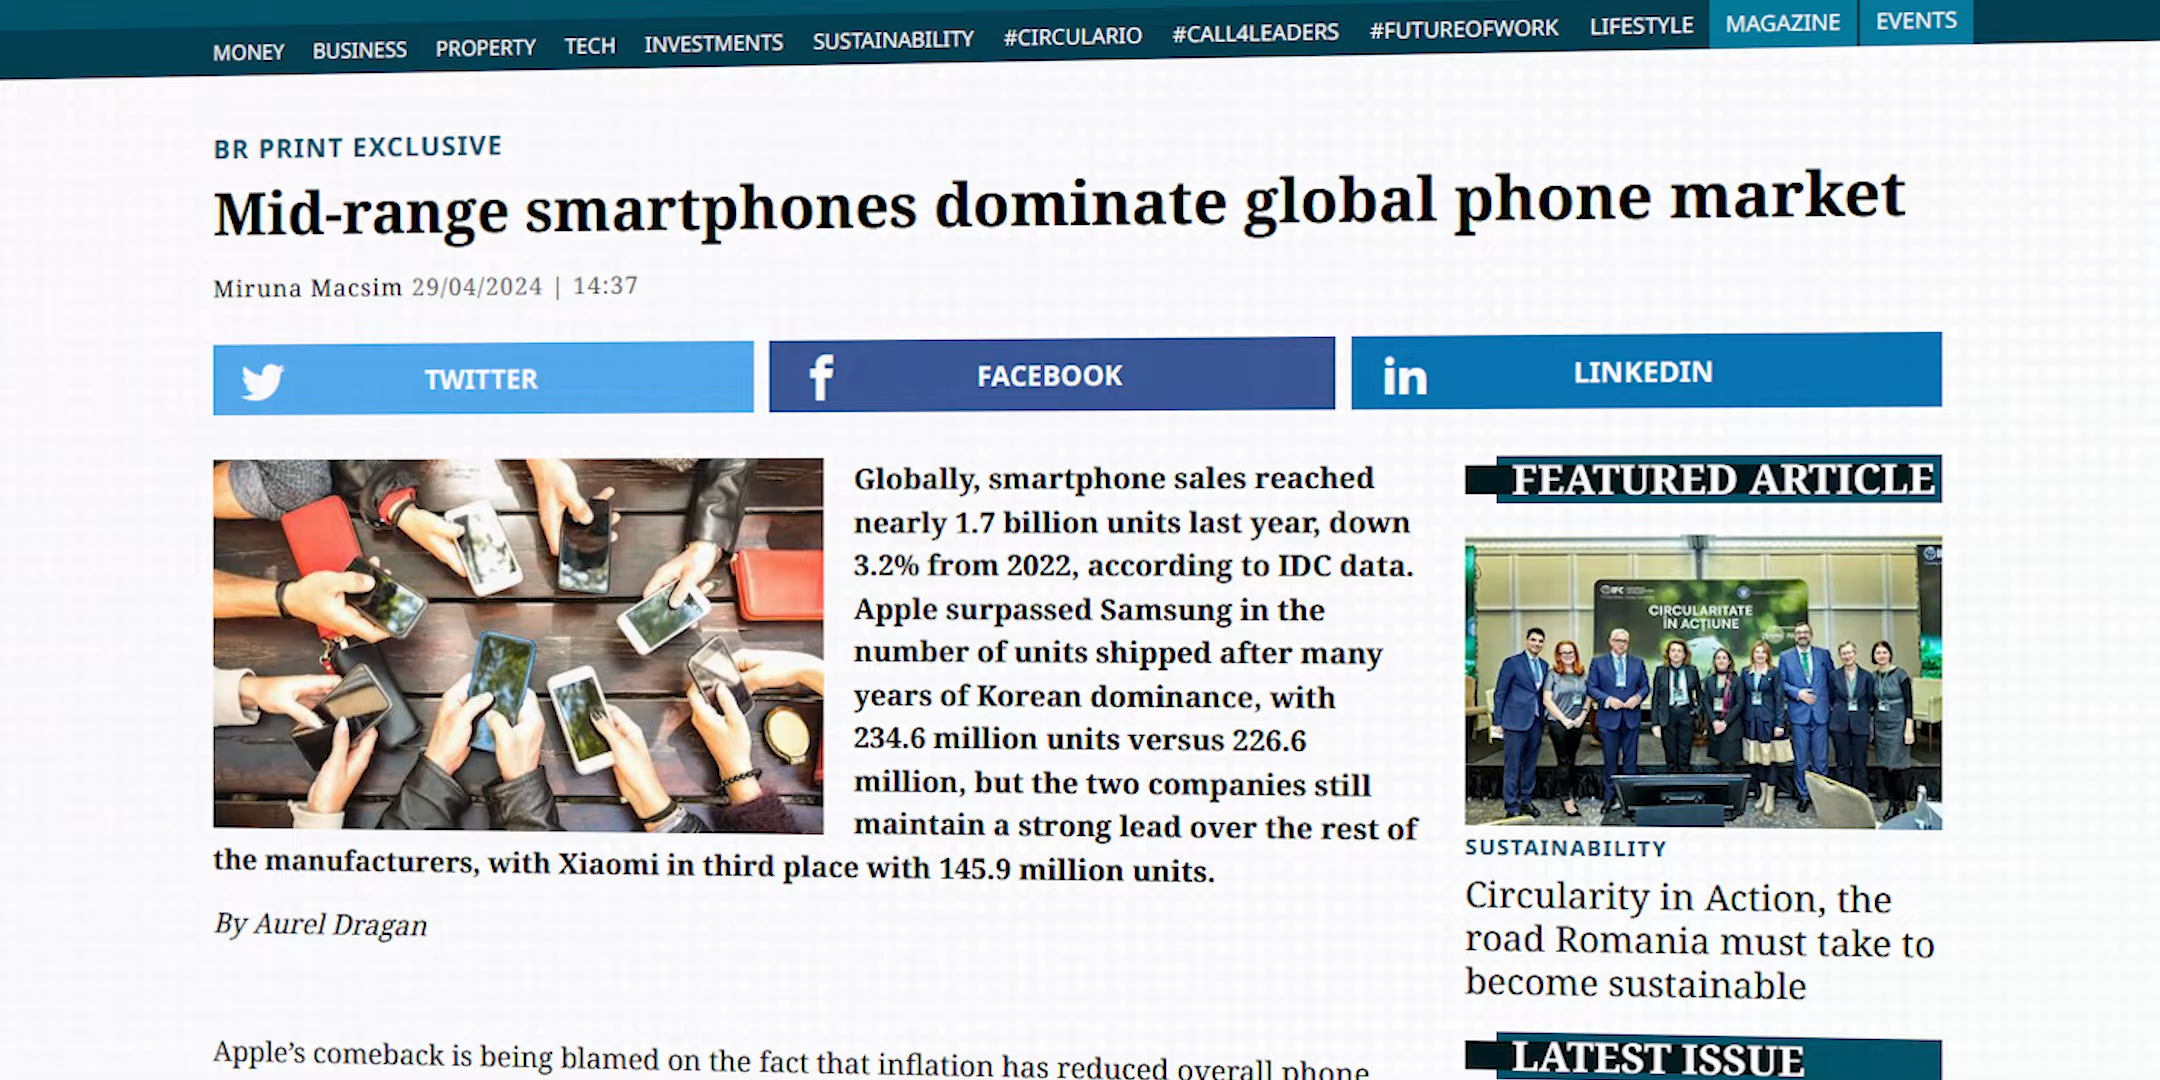 MONEY BUSINESS PROPERTY TECH INVESTMENTS SUSTAINABILITY #CIRCULARIO #CALL4LEADERS #FUTUREOFWORK LIFESTYLE MAGAZINE EVENTS
BR PRINT EXCLUSIVE
Mid-range smartphones dominate global phone market
Miruna Macsim 29/04/2024 | 14:37
TWITTER
FACEBOOK
LINKEDIN
Globally, smartphone sales reached
nearly 1.7 billion units last year, down
3.2% from 2022, according to IDC data.
Apple surpassed Samsung in the
number of units shipped after many
years of Korean dominance, with
234.6 million units versus 226.6
million, but the two companies still
maintain a strong lead over the rest of
the manufacturers, with Xiaomi in third place with 145.9 million units.
By Aurel Dragan
Apple’s comeback is being blamed on the fact that inflation has reduced overall phone
FEATURED ARTICLE
CIRCULARITATE
ÎN ACȚIUNE
SUSTAINABILITY
Circularity in Action, the
road Romania must take to
become sustainable
LATEST ISSUE